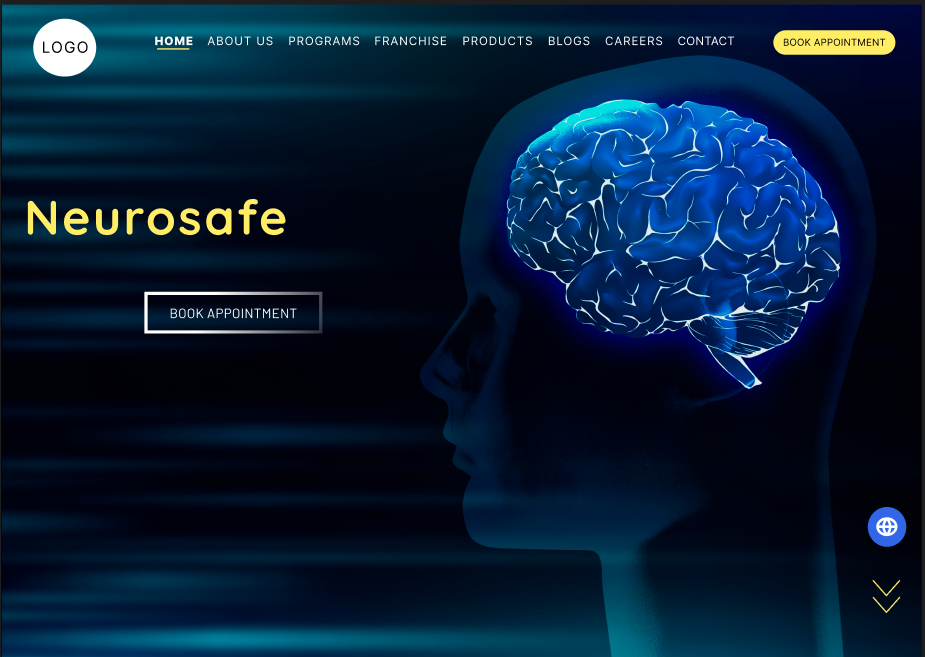 LOGO
HOME ABOUT US PROGRAMS FRANCHISE PRODUCTS BLOGS CAREERS CONTACT BOOK APPOINTMENT
Neurosafe
BOOK APPOINTMENT